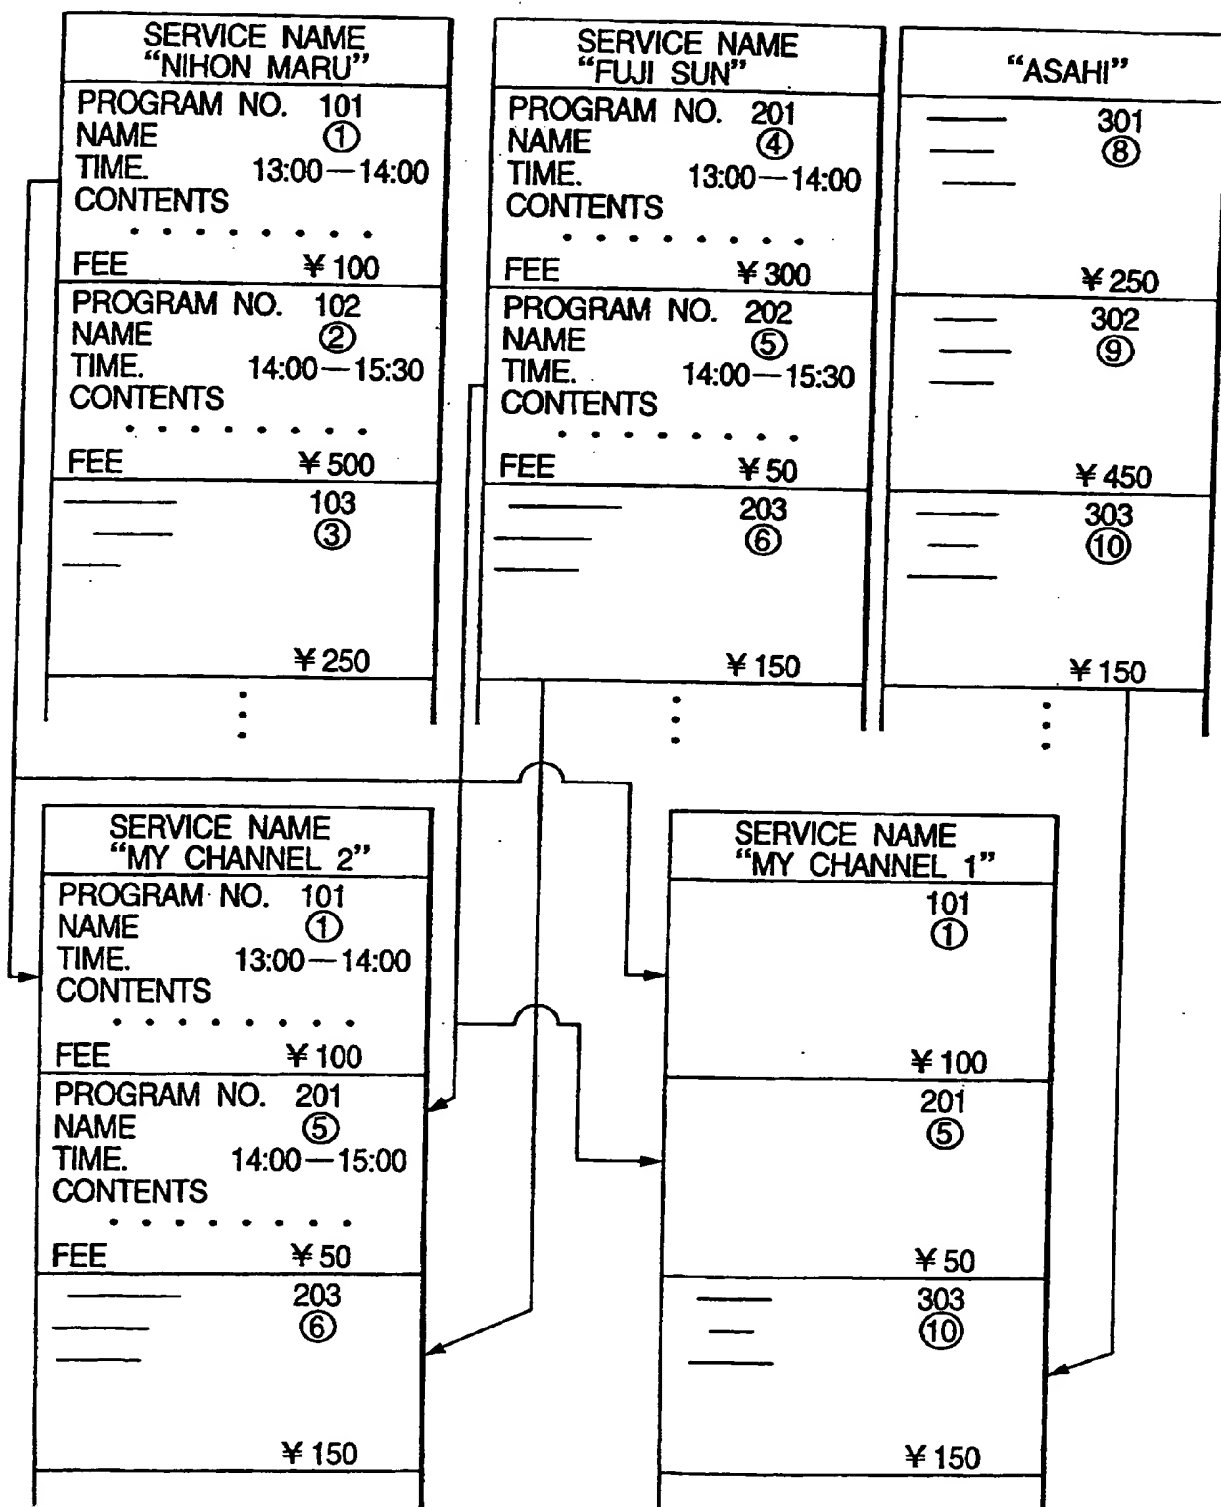 SERVICE NAME
“NIHON MARU”
PROGRAM NO. 101
NAME ①
TIME. 13:00—14:00
CONTENTS
FEE ¥100
PROGRAM NO. 102
NAME ②
TIME. 14:00—15:30
CONTENTS
FEE ¥500
103
③
¥250
SERVICE NAME
“FUJI SUN”
PROGRAM NO. 201
NAME ④
TIME. 13:00—14:00
CONTENTS
FEE ¥300
PROGRAM NO. 202
NAME ⑤
TIME. 14:00—15:30
CONTENTS
FEE ¥50
203
⑥
¥150
“ASAHI”
301
⑧
¥250
302
⑨
¥450
303
⑩
¥150
SERVICE NAME
“MY CHANNEL 2”
PROGRAM NO. 101
NAME ①
TIME. 13:00—14:00
CONTENTS
FEE ¥100
PROGRAM NO. 201
NAME ⑤
TIME. 14:00—15:00
CONTENTS
FEE ¥50
203
⑥
¥150
SERVICE NAME
“MY CHANNEL 1”
101
①
¥100
201
⑤
¥50
303
⑩
¥150